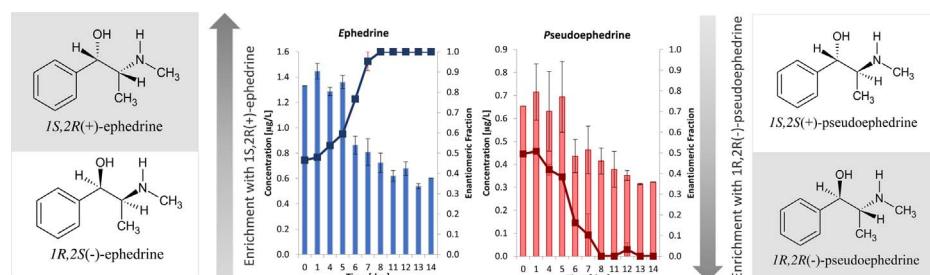 OH
H
N
CH₃
H
CH₃
1S,2R(+)-ephedrine
OH
H
N
H
CH₃
CH₃
1R,2S(-)-ephedrine
Enrichment with 1S,2R(+)-ephedrine
Ephedrine
Concentration [µg/L]
1.6
1.4
1.2
1.0
0.8
0.6
0.4
0.2
0.0
1.0
0.9
0.8
0.7
0.6
0.5
0.4
0.3
0.2
0.1
0.0
Enantiomeric Fraction
0 1 4 5 6 7 8 11 12 13 14
Pseudoephedrine
Concentration [µg/L]
0.9
0.8
0.7
0.6
0.5
0.4
0.3
0.2
0.1
0.0
1.0
0.9
0.8
0.7
0.6
0.5
0.4
0.3
0.2
0.1
0.0
Enantiomeric Fraction
0 1 4 5 6 7 8 11 12 13 14
Enrichment with 1R,2R(-)-pseudoephedrine
OH
H
N
H
CH₃
CH₃
1S,2S(+)-pseudoephedrine
OH
H
N
H
CH₃
CH₃
1R,2R(-)-pseudoephedrine